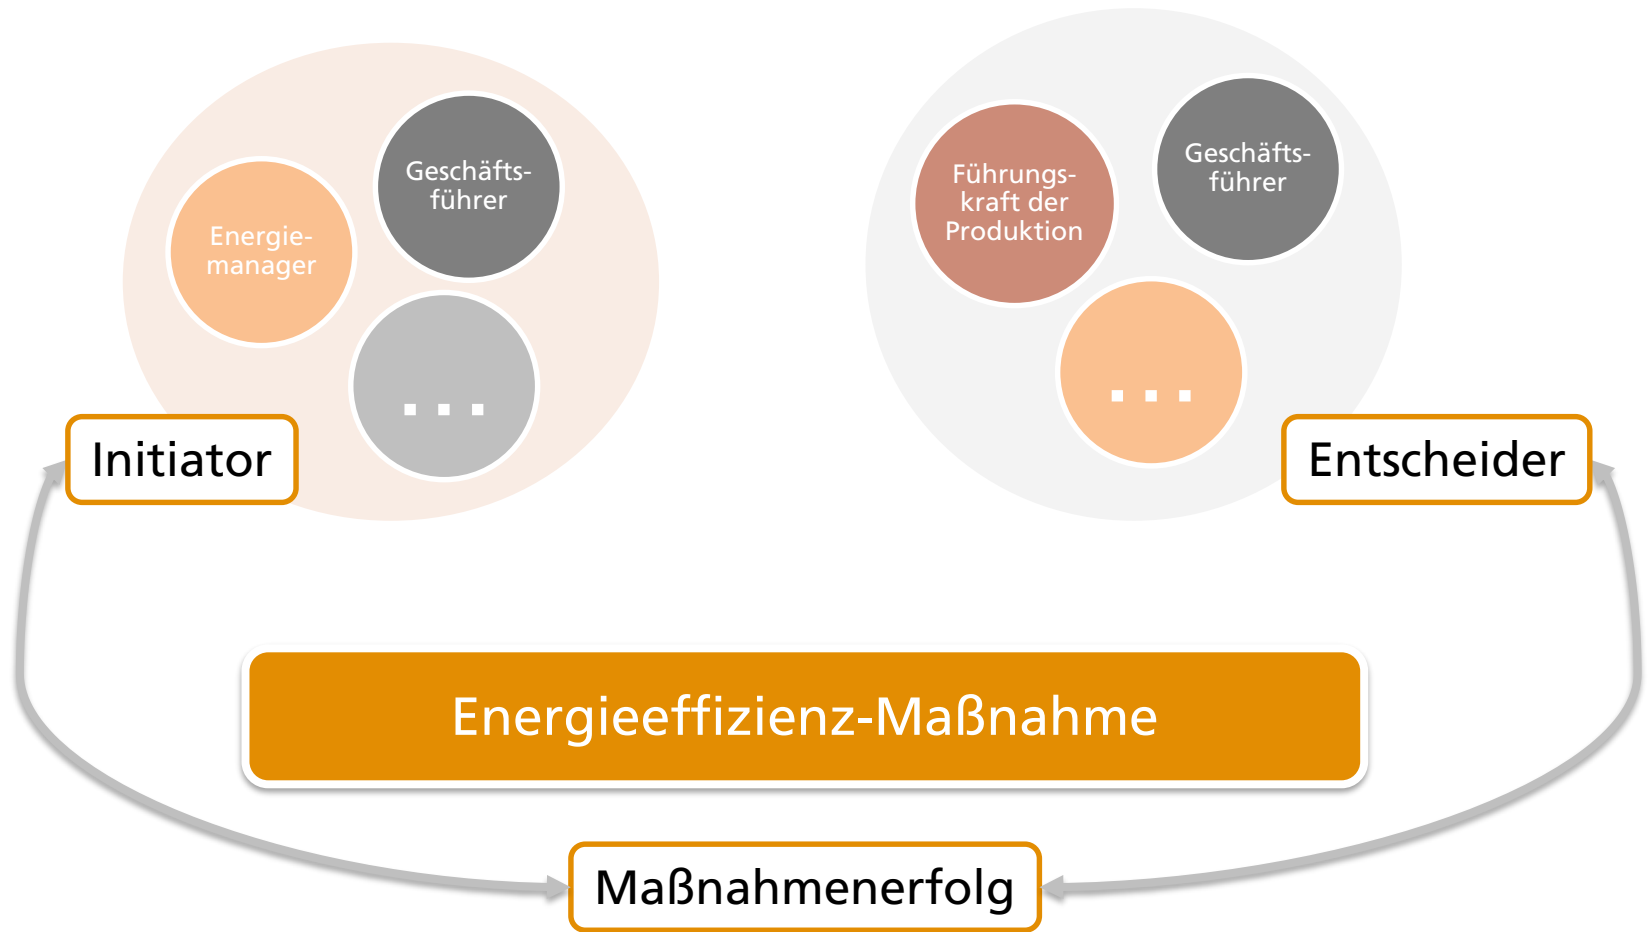 Geschäfts-
führer
Energie-
manager
...
Initiator
Führungs-
kraft der
Produktion
Geschäfts-
führer
...
Entscheider
Energieeffizienz-Maßnahme
Maßnahmenerfolg